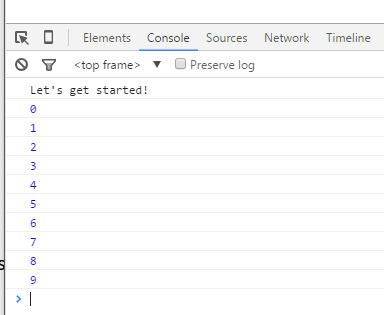 Elements Console Sources Network Timeline
<top frame> Preserve log
Let's get started!
0
1
2
3
4
5
6
7
8
9
s
>